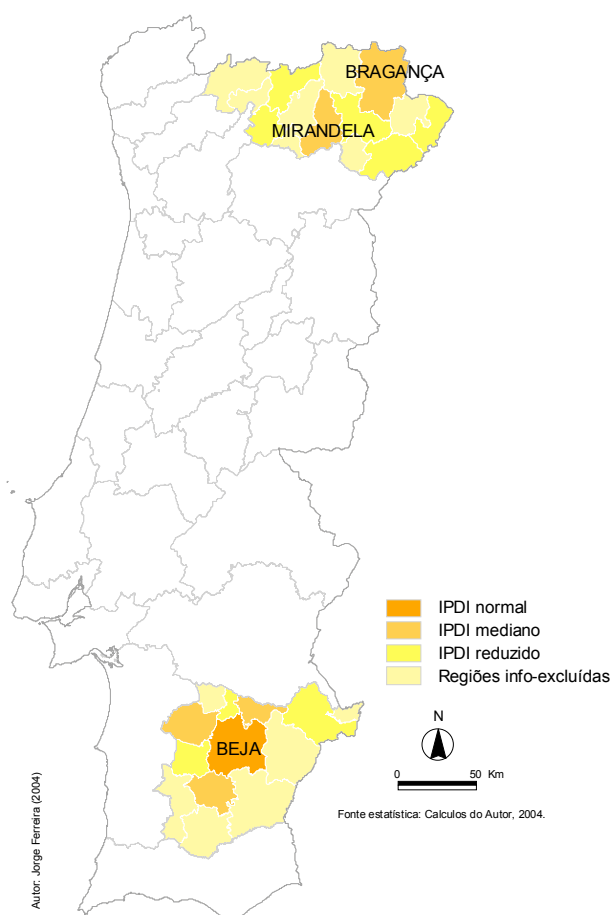 BRAGANÇA
MIRANDELA
IPDI normal
IPDI mediano
IPDI reduzido
Regiões info-excluídas
BEJA
N
0 50 Km
Fonte estatística: Calculos do Autor, 2004.
Autor: Jorge Ferreira (2004)